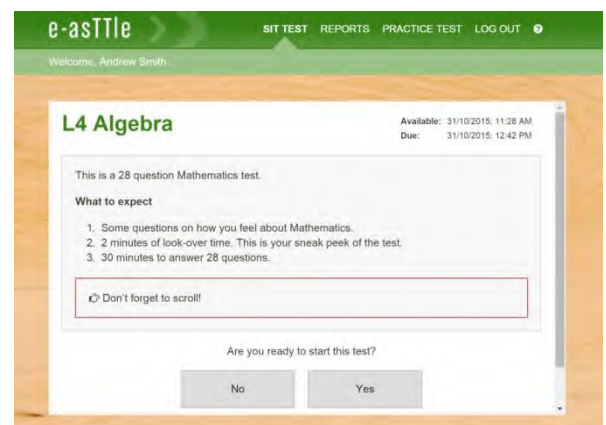 e-asTTle
SIT TEST REPORTS PRACTICE TEST LOG OUT ?
Welcome, Andrew Smith
L4 Algebra
Available: 31/10/2015; 11:28 AM
Due: 31/10/2015; 12:42 PM
This is a 28 question Mathematics test.
What to expect
1. Some questions on how you feel about Mathematics.
2. 2 minutes of look-over time. This is your sneak peek of the test.
3. 30 minutes to answer 28 questions.
Don't forget to scroll!
Are you ready to start this test?
No Yes